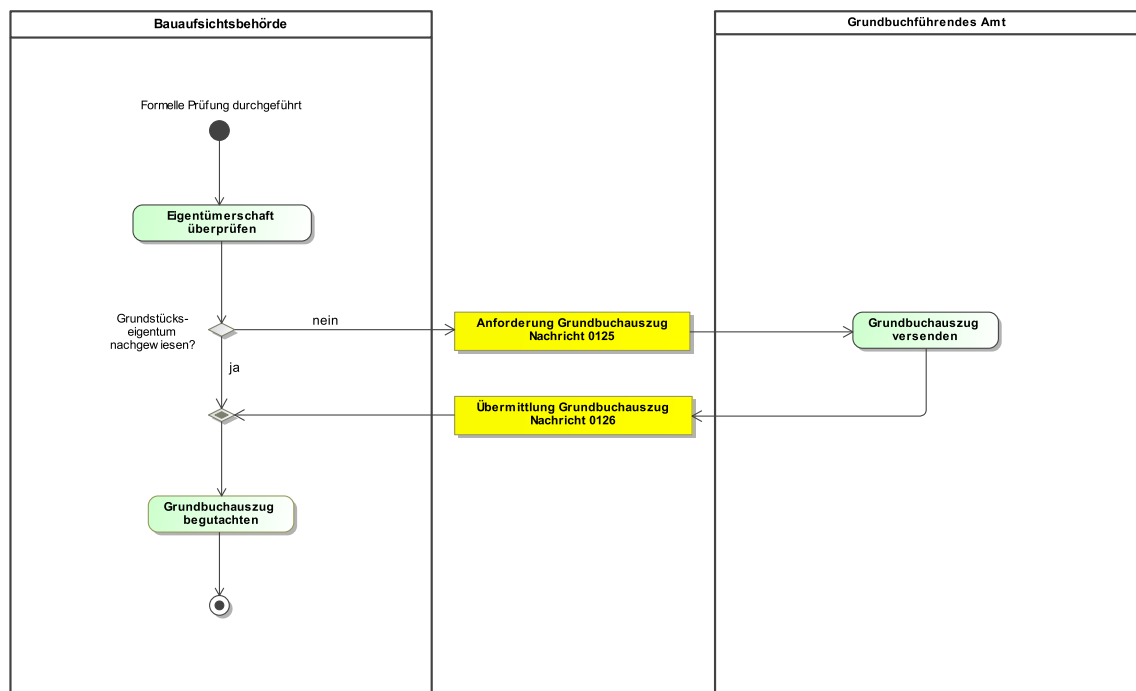 Bauaufsichtsbehörde
Grundbuchführendes Amt
Formelle Prüfung durchgeführt
Eigentümerschaft
überprüfen
Grundstücks-
eigentum
nachgewiesen?
nein
Anforderung Grundbuchauszug
Nachricht 0125
Grundbuchauszug
versenden
ja
Übermittlung Grundbuchauszug
Nachricht 0126
Grundbuchauszug
begutachten